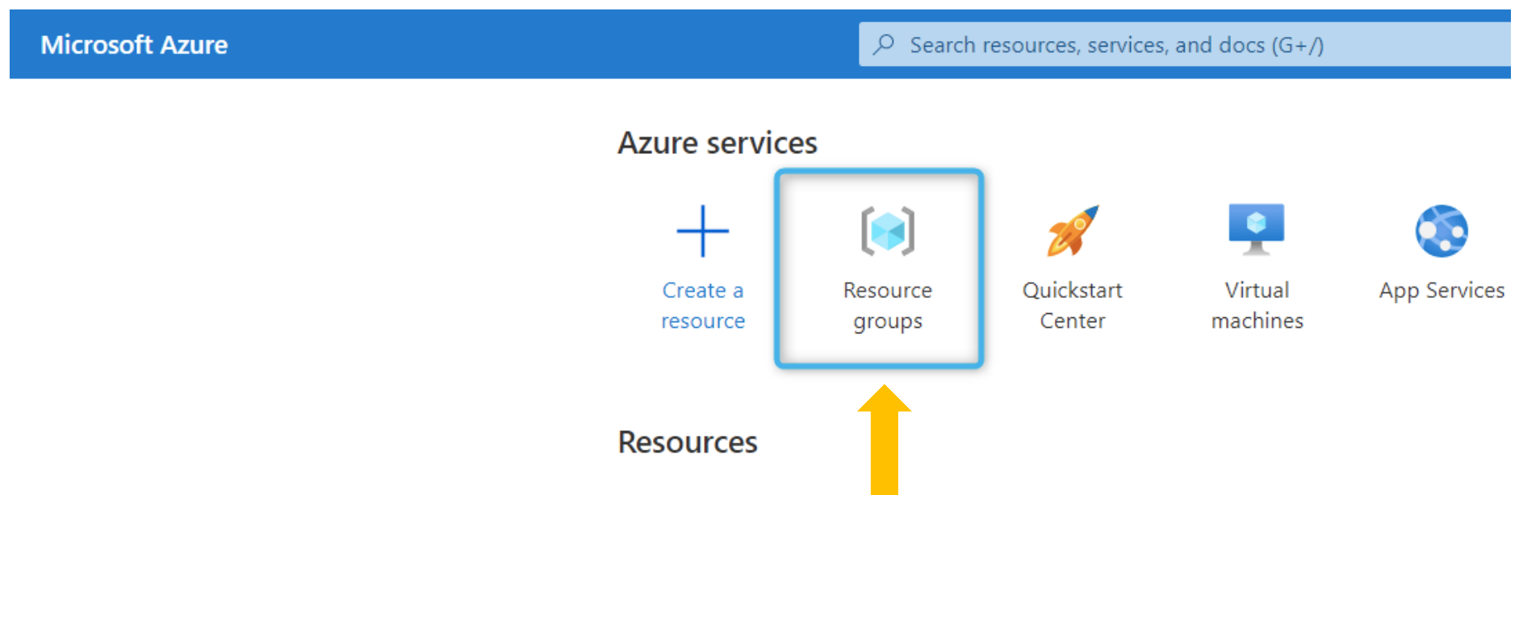 Microsoft Azure
Search resources, services, and docs (G+/)
Azure services
Create a
resource
Resource
groups
Quickstart
Center
Virtual
machines
App Services
Resources